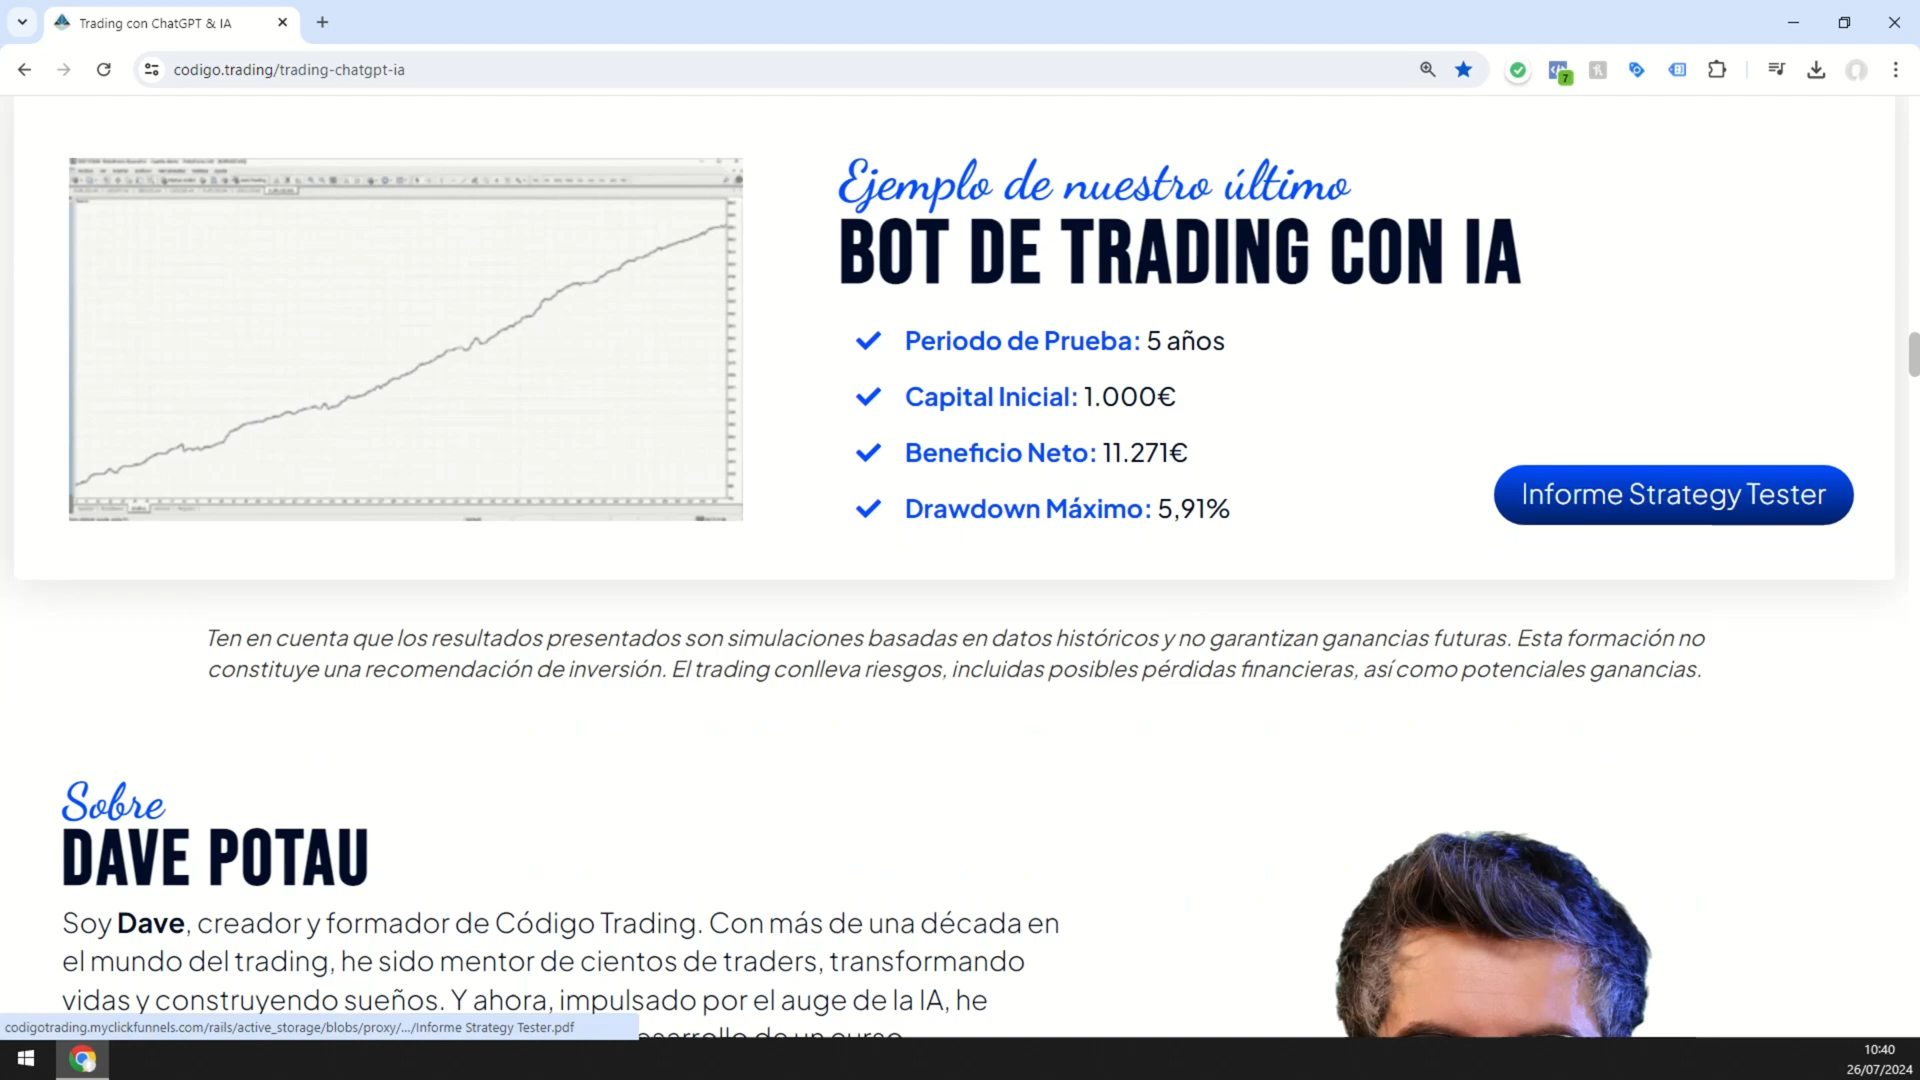 Trading con ChatGPT & IA
codigo.trading/trading-chatgpt-ia
7
Ejemplo de nuestro último
BOT DE TRADING CON IA
Periodo de Prueba: 5 años
Capital Inicial: 1.000€
Beneficio Neto: 11.271€
Drawdown Máximo: 5,91%
Informe Strategy Tester
Ten en cuenta que los resultados presentados son simulaciones basadas en datos históricos y no garantizan ganancias futuras. Esta formación no
constituye una recomendación de inversión. El trading conlleva riesgos, incluidas posibles pérdidas financieras, así como potenciales ganancias.
Sobre
DAVE POTAU
Soy Dave, creador y formador de Código Trading. Con más de una década en
el mundo del trading, he sido mentor de cientos de traders, transformando
vidas y construyendo sueños. Y ahora, impulsado por el auge de la IA, he
desarrollo de un curso
codigotrading.myclickfunnels.com/rails/active_storage/blobs/proxy/.../Informe Strategy Tester.pdf
10:40
26/07/2024